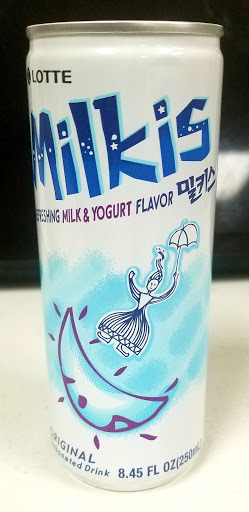 LOTTE
Milkis
REFRESHING MILK & YOGURT FLAVOR 밀키스
ORIGINAL
Carbonated Drink 8.45 FL OZ(250mL)